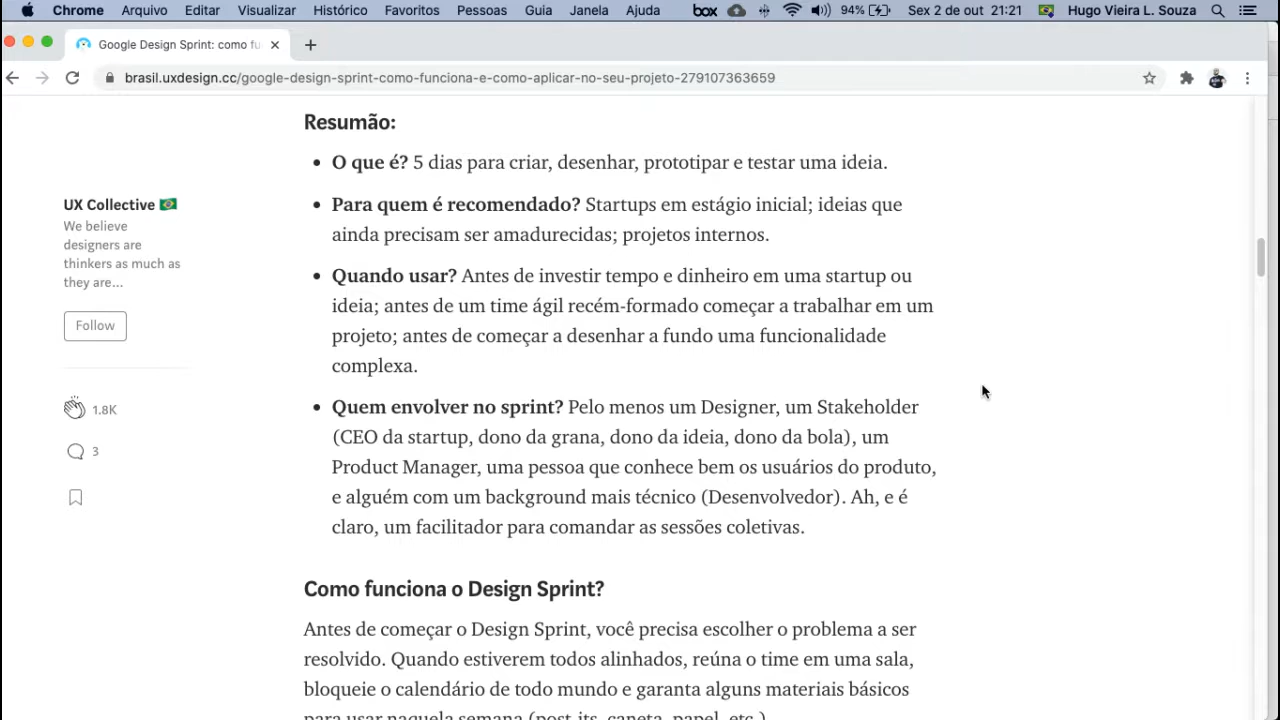 Chrome Arquivo Editar Visualizar Histórico Favoritos Pessoas Guia Janela Ajuda box 94% Sex 2 de out 21:21 Hugo Vieira L. Souza
Google Design Sprint: como fu
brasil.uxdesign.cc/google-design-sprint-como-funciona-e-como-aplicar-no-seu-projeto-279107363659
UX Collective
We believe
designers are
thinkers as much as
they are...
Follow
1.8K
3
Resumão:
• O que é? 5 dias para criar, desenhar, prototipar e testar uma ideia.
• Para quem é recomendado? Startups em estágio inicial; ideias que
ainda precisam ser amadurecidas; projetos internos.
• Quando usar? Antes de investir tempo e dinheiro em uma startup ou
ideia; antes de um time ágil recém-formado começar a trabalhar em um
projeto; antes de começar a desenhar a fundo uma funcionalidade
complexa.
• Quem envolver no sprint? Pelo menos um Designer, um Stakeholder
(CEO da startup, dono da grana, dono da ideia, dono da bola), um
Product Manager, uma pessoa que conhece bem os usuários do produto,
e alguém com um background mais técnico (Desenvolvedor). Ah, e é
claro, um facilitador para comandar as sessões coletivas.
Como funciona o Design Sprint?
Antes de começar o Design Sprint, você precisa escolher o problema a ser
resolvido. Quando estiverem todos alinhados, reúna o time em uma sala,
bloqueie o calendário de todo mundo e garanta alguns materiais básicos
para usar naquela semana (post-its, caneta, papel, etc.)